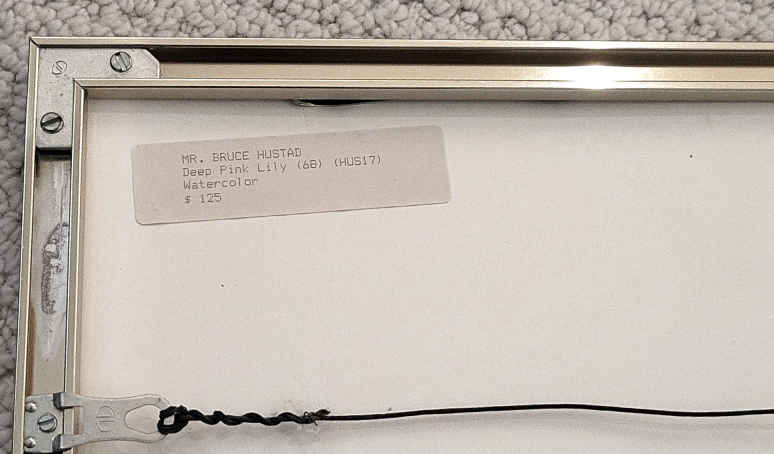 MR. BRUCE HUSTAD
Deep Pink Lily (68) (HUS17)
Watercolor
$ 125